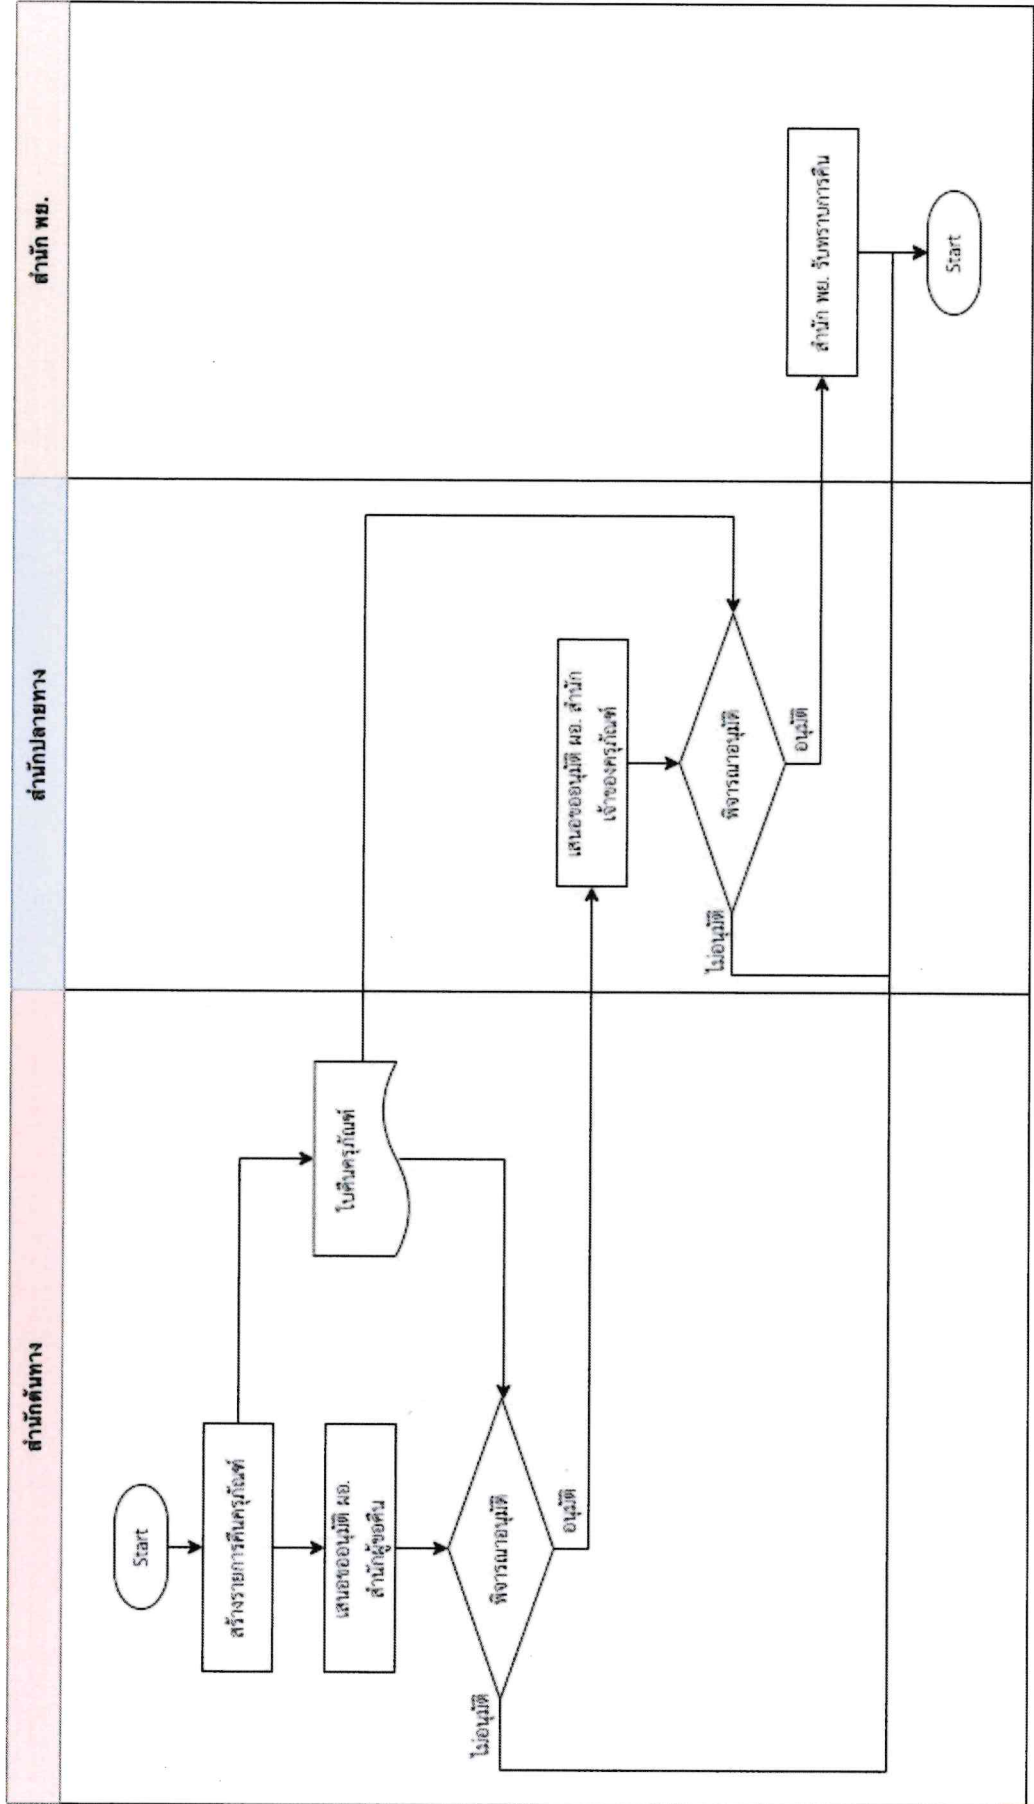 สำนักต้นทาง
สำนักปลายทาง
สำนัก พย.
Start
สร้างรายการคืนครุภัณฑ์
เสนอขออนุมัติ ผอ.
สำนักผู้ขอคืน
ใบคืนครุภัณฑ์
พิจารณาอนุมัติ
ไม่อนุมัติ
อนุมัติ
เสนอขออนุมัติ ผอ. สำนัก
เจ้าของครุภัณฑ์
พิจารณาอนุมัติ
ไม่อนุมัติ
อนุมัติ
สำนัก พย. รับทราบการคืน
Start